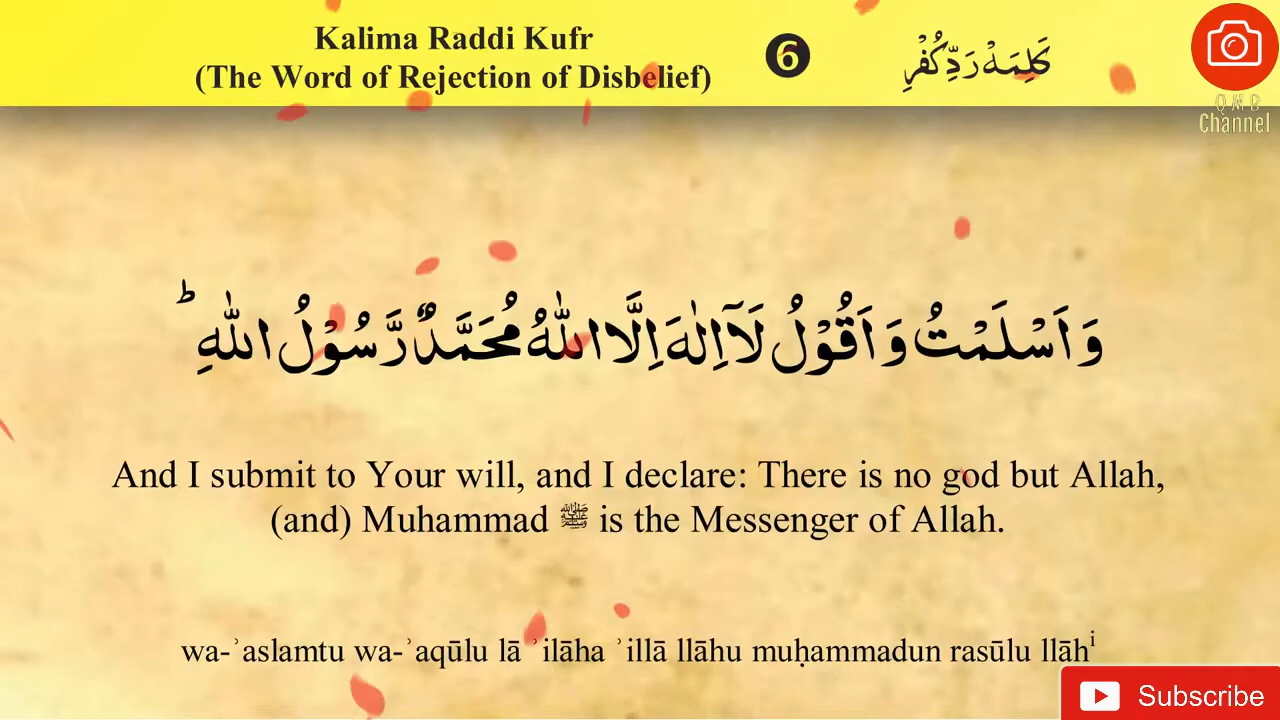 Kalima Raddi Kufr
(The Word of Rejection of Disbelief)
6
كَلِمَهْ رَدِّ كُفْرِ
Q M B
Channel
وَاَسْلَمْتُ وَاَقُوْلُ لَآ اِلٰهَ اِلَّا اللّٰهُ مُحَمَّدٌ رَّسُوْلُ اللّٰهِ ؕ
And I submit to Your will, and I declare: There is no god but Allah,
(and) Muhammad ﷺ is the Messenger of Allah.
wa-ʾaslamtu wa-ʾaqūlu lā ʾilāha ʾillā llāhu muḥammadun rasūlu llāhⁱ
Subscribe